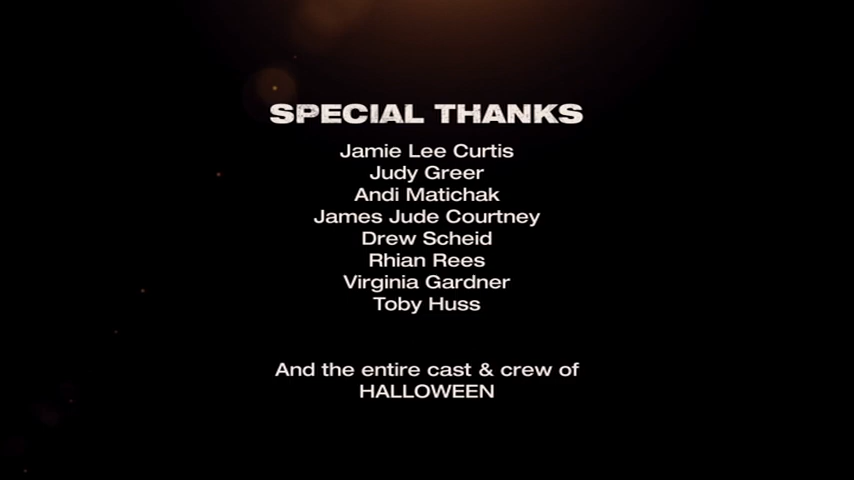 SPECIAL THANKS
Jamie Lee Curtis
Judy Greer
Andi Matichak
James Jude Courtney
Drew Scheid
Rhian Rees
Virginia Gardner
Toby Huss
And the entire cast & crew of
HALLOWEEN